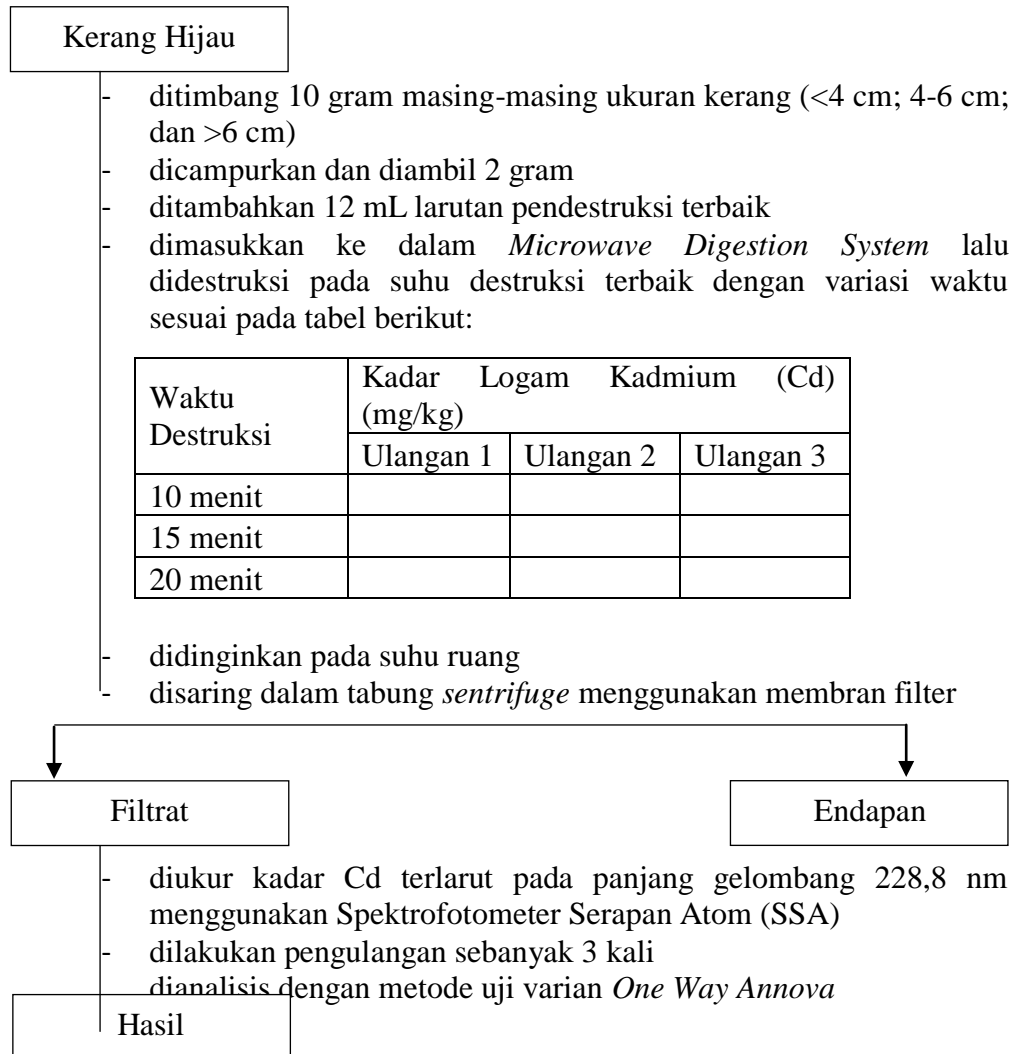 Kerang Hijau
- ditimbang 10 gram masing-masing ukuran kerang (<4 cm; 4-6 cm;
dan >6 cm)
- dicampurkan dan diambil 2 gram
- ditambahkan 12 mL larutan pendestruksi terbaik
- dimasukkan ke dalam Microwave Digestion System lalu
didestruksi pada suhu destruksi terbaik dengan variasi waktu
sesuai pada tabel berikut:
Waktu
Destruksi
Kadar Logam Kadmium (Cd)
(mg/kg)
Ulangan 1 Ulangan 2 Ulangan 3
10 menit
15 menit
20 menit
- didinginkan pada suhu ruang
- disaring dalam tabung sentrifuge menggunakan membran filter
Filtrat Endapan
- diukur kadar Cd terlarut pada panjang gelombang 228,8 nm
menggunakan Spektrofotometer Serapan Atom (SSA)
- dilakukan pengulangan sebanyak 3 kali
dianalisis dengan metode uji varian One Way Annova
Hasil